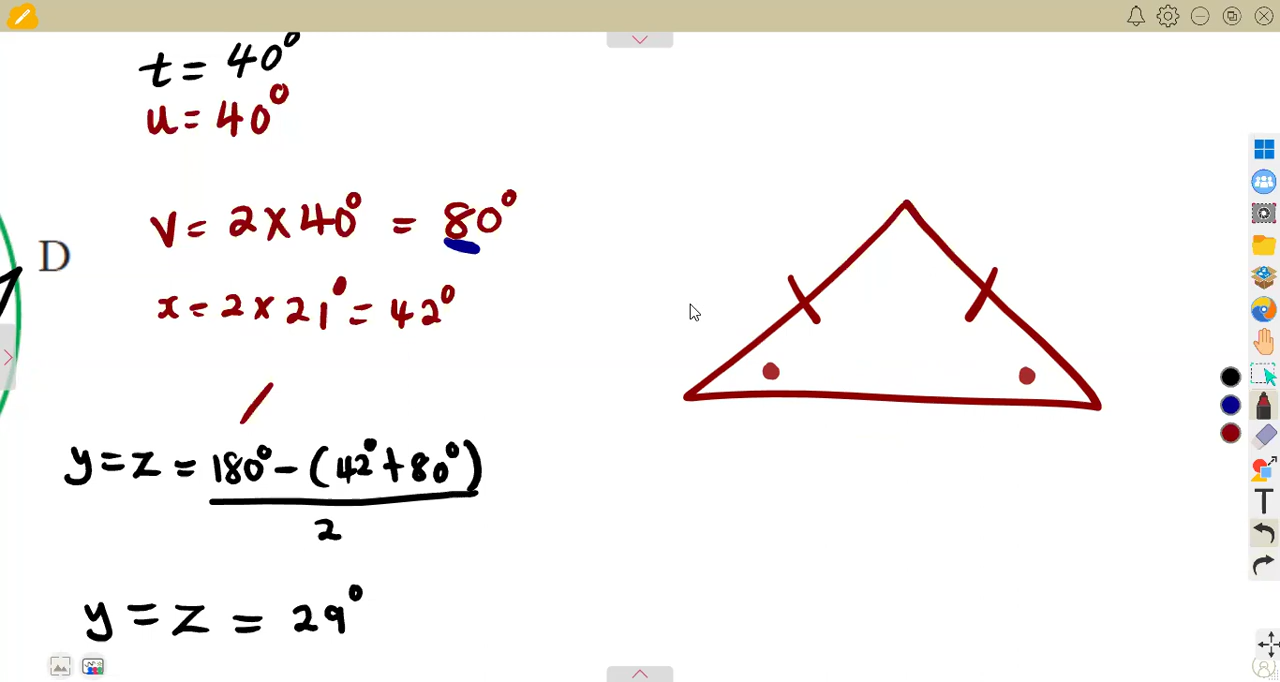 t = 40°
u = 40°
D
v = 2 x 40° = 80°
x = 2 x 21° = 42°
y = z = 180° - (42° + 80°)
2
y = z = 29°
T